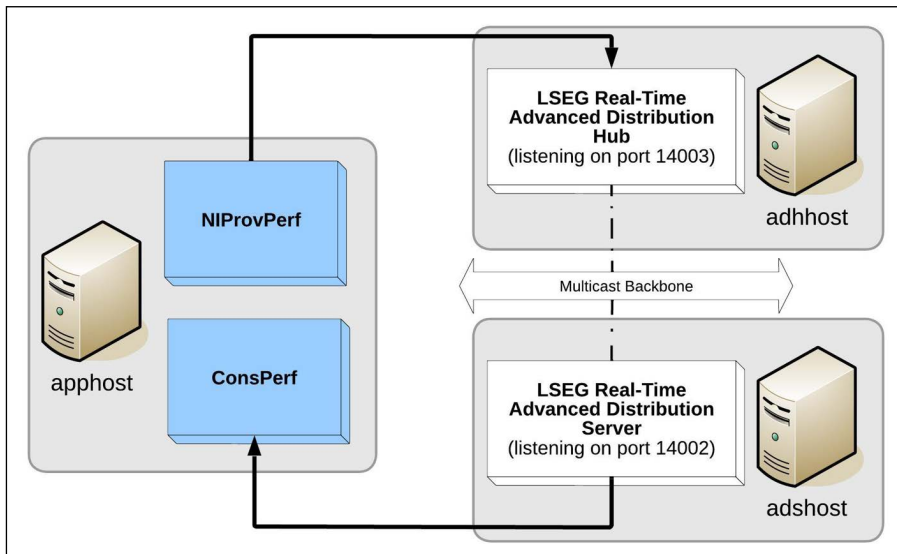 LSEG Real-Time
Advanced Distribution
Hub
(listening on port 14003)
adhhost
NIProvPerf
apphost
ConsPerf
Multicast Backbone
LSEG Real-Time
Advanced Distribution
Server
(listening on port 14002)
adshost